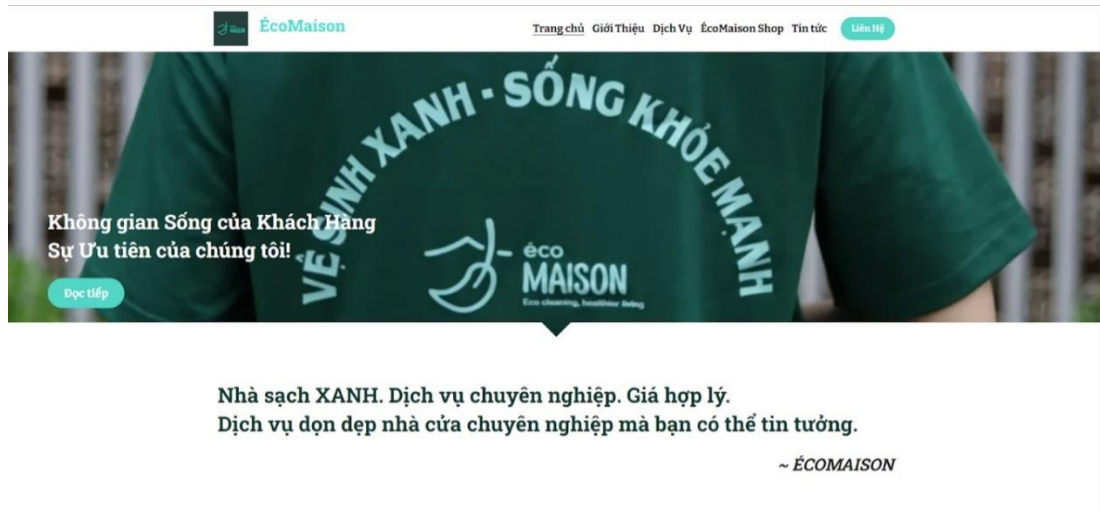 ÉcoMaison
Trang chủ Giới Thiệu Dịch Vụ ÉcoMaison Shop Tin tức Liên Hệ
VỆ SINH XANH - SỐNG KHỎE MẠNH
Không gian Sống của Khách Hàng
Sự Ưu tiên của chúng tôi!
éco
MAISON
Eco cleaning, healthier living
Đọc tiếp
Nhà sạch XANH. Dịch vụ chuyên nghiệp. Giá hợp lý.
Dịch vụ dọn dẹp nhà cửa chuyên nghiệp mà bạn có thể tin tưởng.
~ ÉCOMAISON